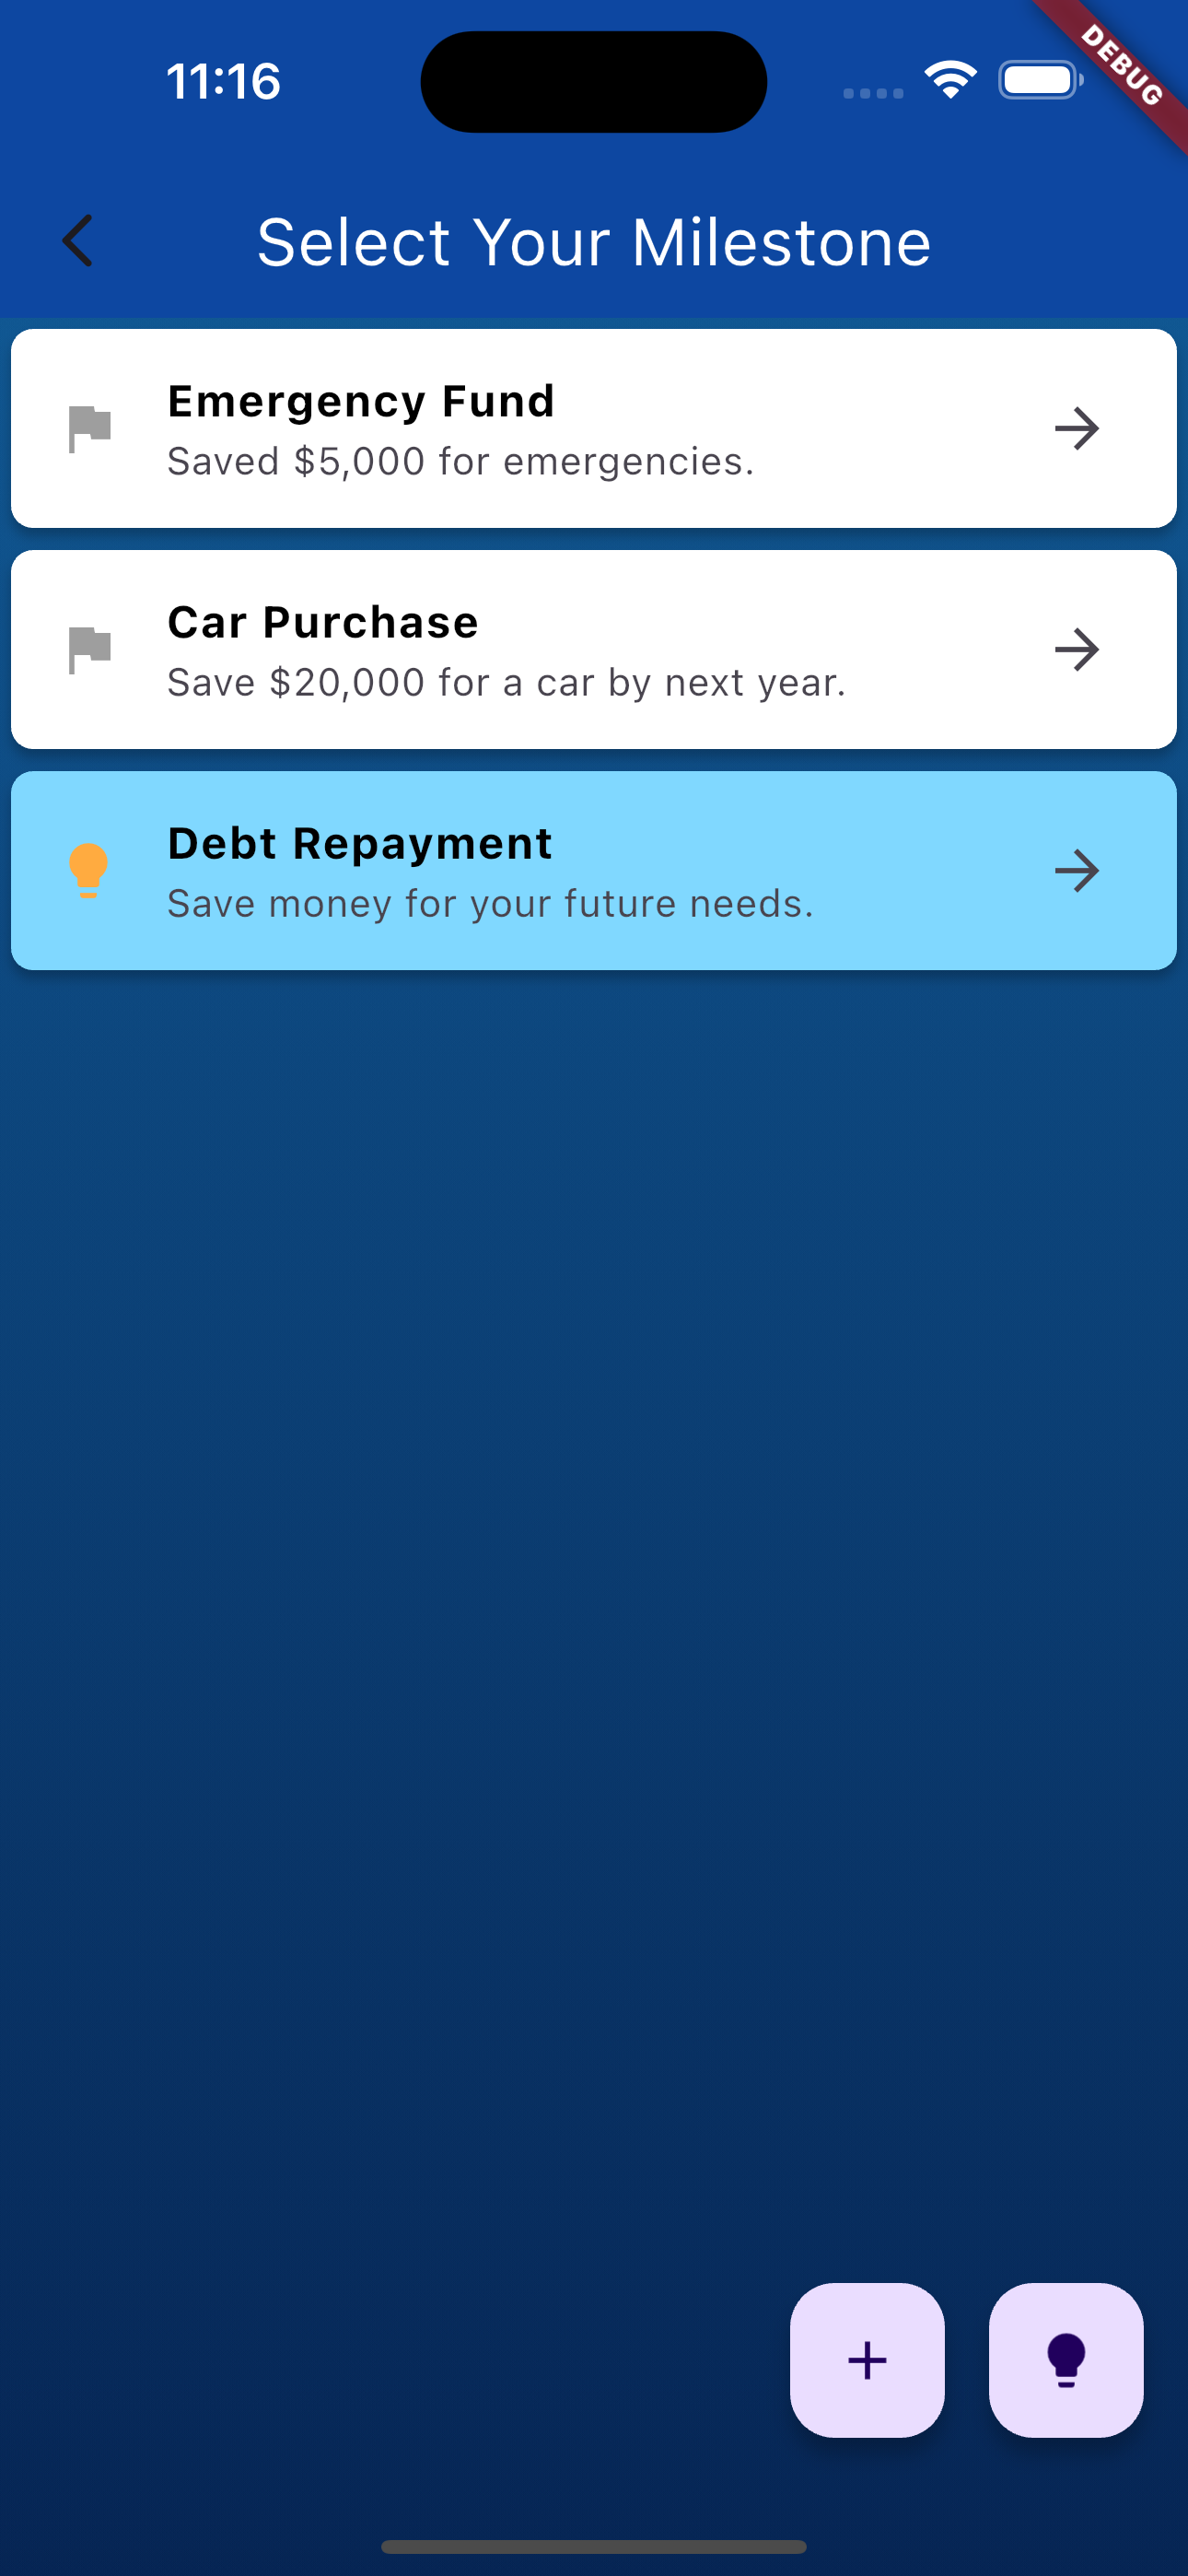 11:16
DEBUG
Select Your Milestone
Emergency Fund
Saved $5,000 for emergencies.
Car Purchase
Save $20,000 for a car by next year.
Debt Repayment
Save money for your future needs.